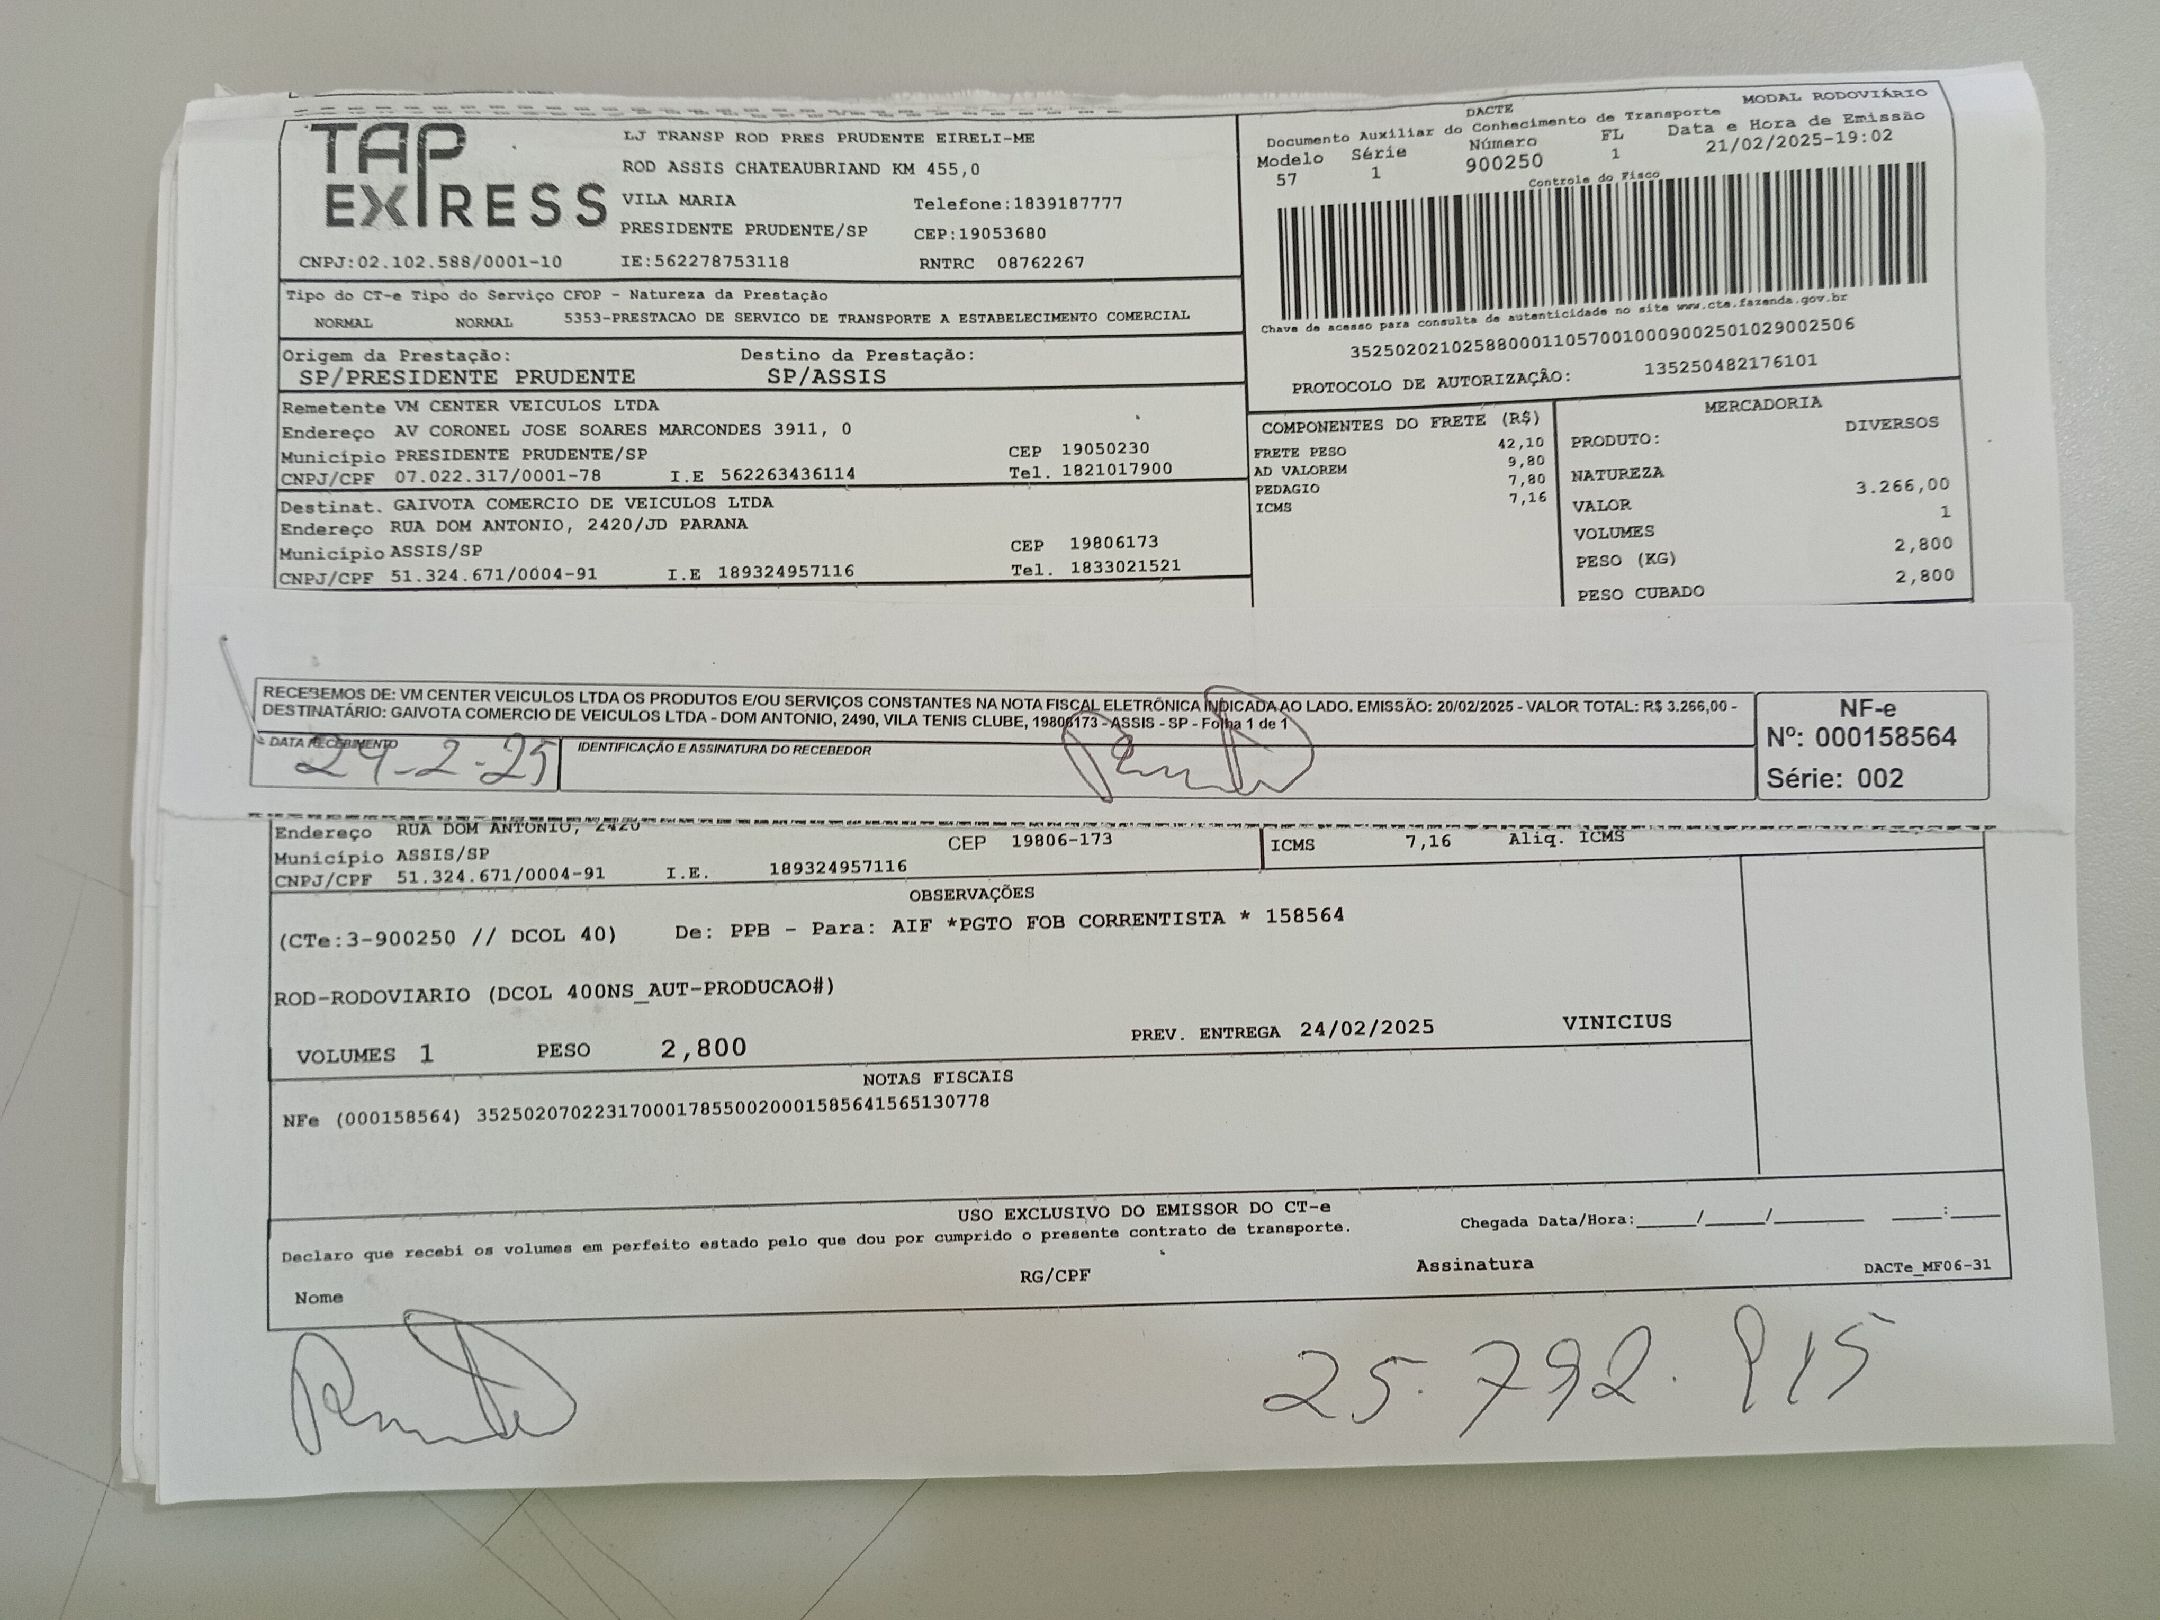 TAP
EXPRESS
LJ TRANSP ROD PRES PRUDENTE EIRELI-ME
ROD ASSIS CHATEAUBRIAND KM 455,0
VILA MARIA Telefone:1839187777
PRESIDENTE PRUDENTE/SP CEP:19053680
CNPJ:02.102.588/0001-10 IE:562278753118 RNTRC 08762267
DACTE MODAL RODOVIÁRIO
Documento Auxiliar do Conhecimento de Transporte
Modelo Série Número FL Data e Hora de Emissão
57 1 900250 1 21/02/2025-19:02
Controle do Fisco
Chave de acesso para consulta de autenticidade no site www.cte.fazenda.gov.br
35250202102588000110570010009002501029002506
PROTOCOLO DE AUTORIZAÇÃO: 135250482176101
Tipo do CT-e Tipo do Serviço CFOP - Natureza da Prestação
NORMAL NORMAL 5353-PRESTACAO DE SERVICO DE TRANSPORTE A ESTABELECIMENTO COMERCIAL
Origem da Prestação: Destino da Prestação:
SP/PRESIDENTE PRUDENTE SP/ASSIS
Remetente VM CENTER VEICULOS LTDA
Endereço AV CORONEL JOSE SOARES MARCONDES 3911, 0
Município PRESIDENTE PRUDENTE/SP CEP 19050230
CNPJ/CPF 07.022.317/0001-78 I.E 562263436114 Tel. 1821017900
Destinat. GAIVOTA COMERCIO DE VEICULOS LTDA
Endereço RUA DOM ANTONIO, 2420/JD PARANA
Município ASSIS/SP CEP 19806173
CNPJ/CPF 51.324.671/0004-91 I.E 189324957116 Tel. 1833021521
COMPONENTES DO FRETE (R$)
FRETE PESO 42,10
AD VALOREM 9,80
PEDAGIO 7,80
ICMS 7,16
MERCADORIA
PRODUTO: DIVERSOS
NATUREZA
VALOR 3.266,00
VOLUMES 1
PESO (KG) 2,800
PESO CUBADO 2,800
RECEBEMOS DE: VM CENTER VEICULOS LTDA OS PRODUTOS E/OU SERVIÇOS CONSTANTES NA NOTA FISCAL ELETRÔNICA INDICADA AO LADO. EMISSÃO: 20/02/2025 - VALOR TOTAL: R$ 3.266,00 -
DESTINATÁRIO: GAIVOTA COMERCIO DE VEICULOS LTDA - DOM ANTONIO, 2490, VILA TENIS CLUBE, 19806173 - ASSIS - SP - Folha 1 de 1
DATA RECEBIMENTO IDENTIFICAÇÃO E ASSINATURA DO RECEBEDOR
24-2-25
NF-e
Nº: 000158564
Série: 002
Endereço RUA DOM ANTONIO, 2420 CEP 19806-173
Município ASSIS/SP
CNPJ/CPF 51.324.671/0004-91 I.E. 189324957116
ICMS 7,16 Aliq. ICMS
OBSERVAÇÕES
(CTe:3-900250 // DCOL 40) De: PPB - Para: AIF *PGTO FOB CORRENTISTA * 158564
ROD-RODOVIARIO (DCOL 400NS_AUT-PRODUCAO#)
VOLUMES 1 PESO 2,800 PREV. ENTREGA 24/02/2025 VINICIUS
NOTAS FISCAIS
NFe (000158564) 35250207022317000178550020001585641565130778
USO EXCLUSIVO DO EMISSOR DO CT-e
Declaro que recebi os volumes em perfeito estado pelo que dou por cumprido o presente contrato de transporte. Chegada Data/Hora:_____/_____/________ ____:____
Nome RG/CPF Assinatura DACTe_MF06-31
25.792.915